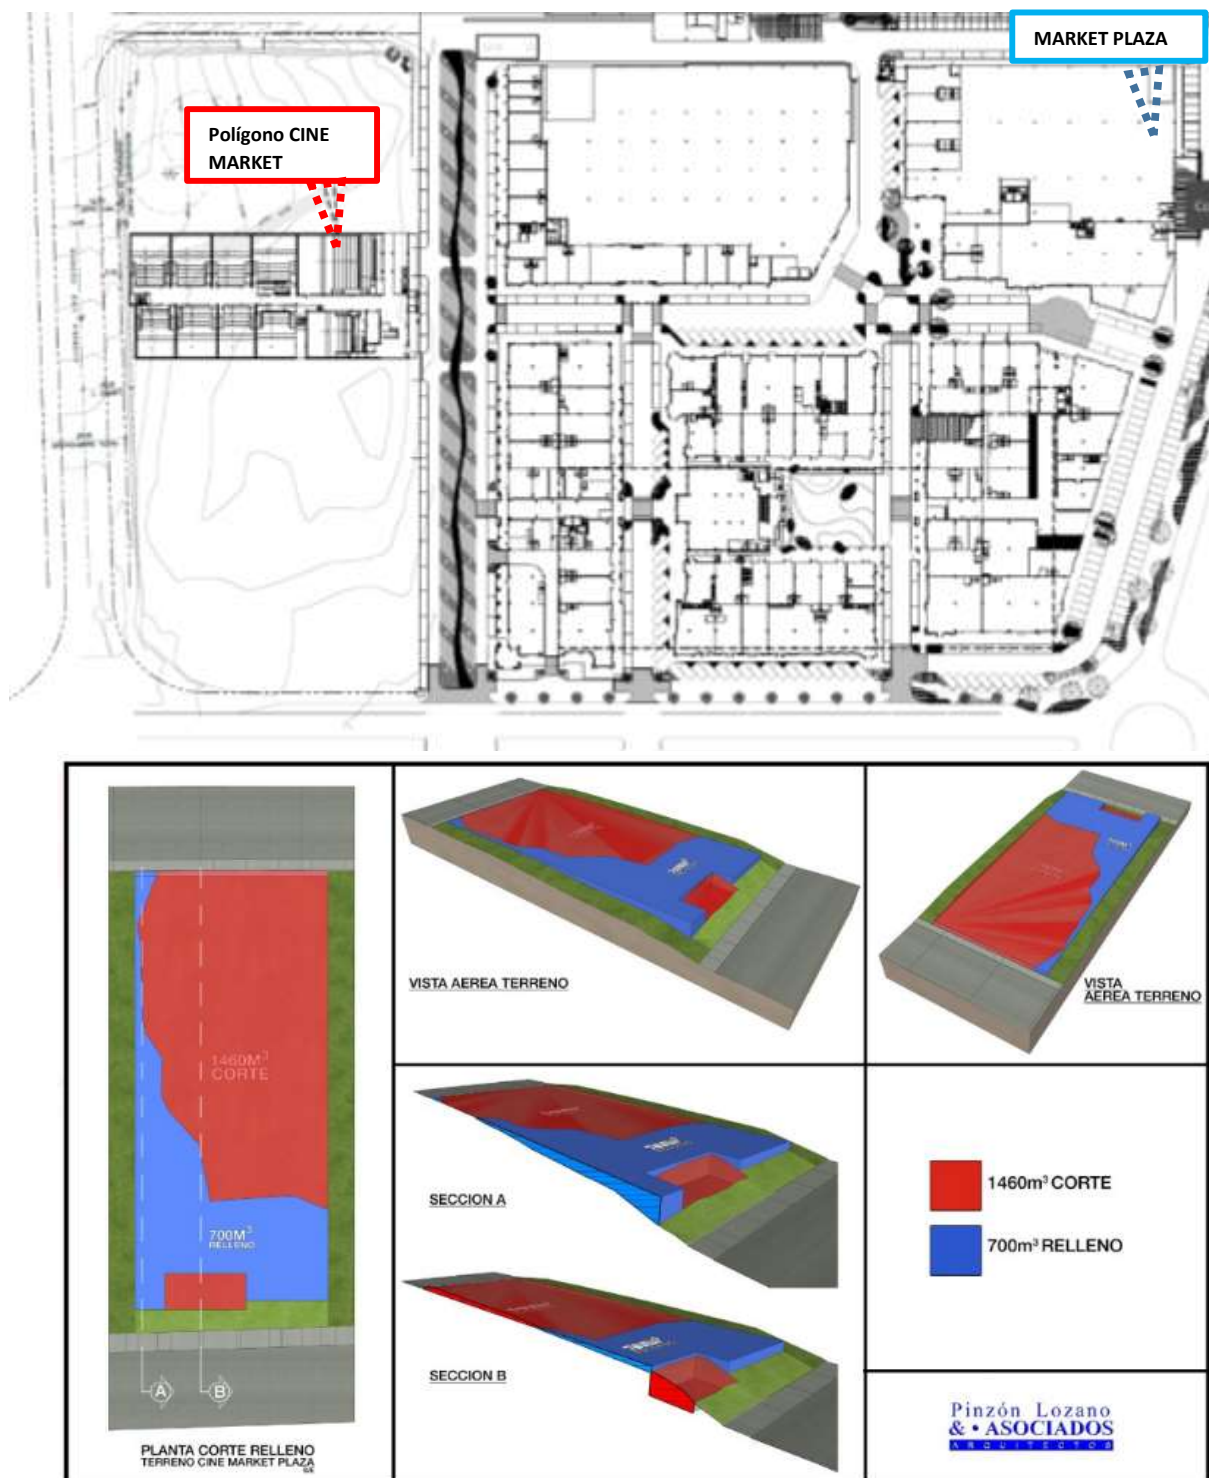 MARKET PLAZA
Polígono CINE
MARKET
1460M³
CORTE
700M³
RELLENO
A
B
PLANTA CORTE RELLENO
TERRENO CINE MARKET PLAZA
VISTA AEREA TERRENO
VISTA
AEREA TERRENO
SECCION A
SECCION B
1460m³ CORTE
700m³ RELLENO
Pinzón Lozano
& • ASOCIADOS
ARQUITECTOS